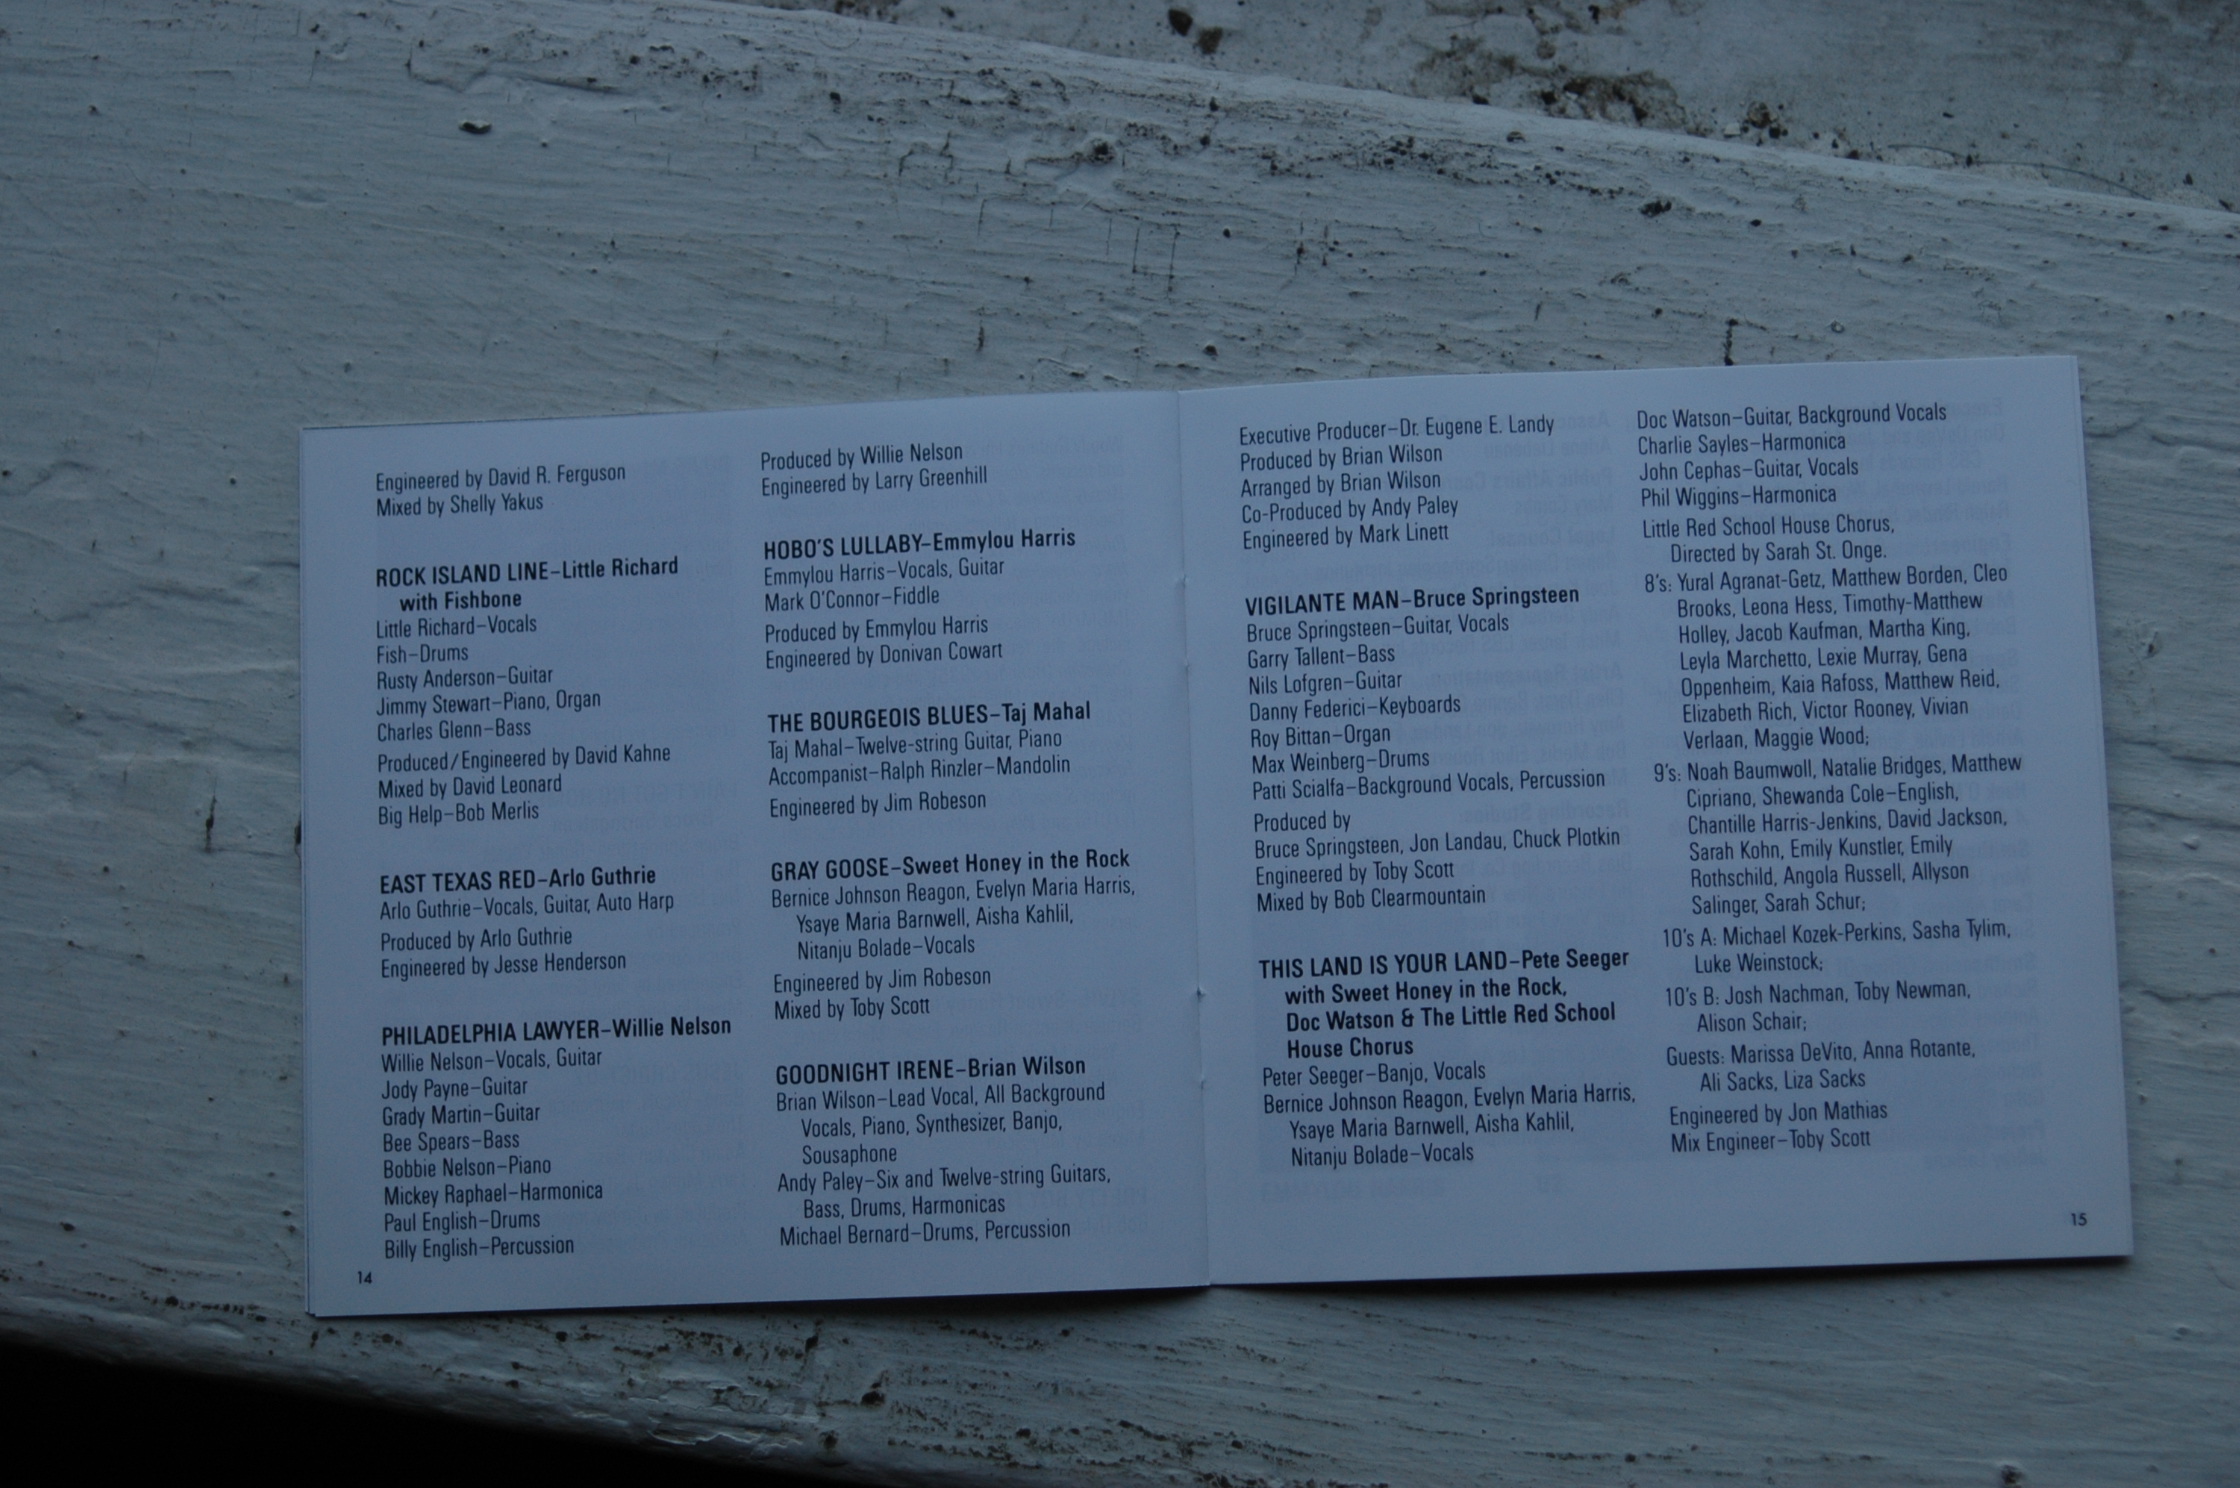 Engineered by David R. Ferguson
Mixed by Shelly Yakus
ROCK ISLAND LINE–Little Richard
with Fishbone
Little Richard–Vocals
Fish–Drums
Rusty Anderson–Guitar
Jimmy Stewart–Piano, Organ
Charles Glenn–Bass
Produced/Engineered by David Kahne
Mixed by David Leonard
Big Help–Bob Merlis
EAST TEXAS RED–Arlo Guthrie
Arlo Guthrie–Vocals, Guitar, Auto Harp
Produced by Arlo Guthrie
Engineered by Jesse Henderson
PHILADELPHIA LAWYER–Willie Nelson
Willie Nelson–Vocals, Guitar
Jody Payne–Guitar
Grady Martin–Guitar
Bee Spears–Bass
Bobbie Nelson–Piano
Mickey Raphael–Harmonica
Paul English–Drums
Billy English–Percussion
14
Produced by Willie Nelson
Engineered by Larry Greenhill
HOBO'S LULLABY–Emmylou Harris
Emmylou Harris–Vocals, Guitar
Mark O'Connor–Fiddle
Produced by Emmylou Harris
Engineered by Donivan Cowart
THE BOURGEOIS BLUES–Taj Mahal
Taj Mahal–Twelve-string Guitar, Piano
Accompanist–Ralph Rinzler–Mandolin
Engineered by Jim Robeson
GRAY GOOSE–Sweet Honey in the Rock
Bernice Johnson Reagon, Evelyn Maria Harris,
Ysaye Maria Barnwell, Aisha Kahlil,
Nitanju Bolade–Vocals
Engineered by Jim Robeson
Mixed by Toby Scott
GOODNIGHT IRENE–Brian Wilson
Brian Wilson–Lead Vocal, All Background
Vocals, Piano, Synthesizer, Banjo,
Sousaphone
Andy Paley–Six and Twelve-string Guitars,
Bass, Drums, Harmonicas
Michael Bernard–Drums, Percussion
Executive Producer–Dr. Eugene E. Landy
Produced by Brian Wilson
Arranged by Brian Wilson
Co-Produced by Andy Paley
Engineered by Mark Linett
VIGILANTE MAN–Bruce Springsteen
Bruce Springsteen–Guitar, Vocals
Garry Tallent–Bass
Nils Lofgren–Guitar
Danny Federici–Keyboards
Roy Bittan–Organ
Max Weinberg–Drums
Patti Scialfa–Background Vocals, Percussion
Produced by
Bruce Springsteen, Jon Landau, Chuck Plotkin
Engineered by Toby Scott
Mixed by Bob Clearmountain
THIS LAND IS YOUR LAND–Pete Seeger
with Sweet Honey in the Rock,
Doc Watson & The Little Red School
House Chorus
Peter Seeger–Banjo, Vocals
Bernice Johnson Reagon, Evelyn Maria Harris,
Ysaye Maria Barnwell, Aisha Kahlil,
Nitanju Bolade–Vocals
Doc Watson–Guitar, Background Vocals
Charlie Sayles–Harmonica
John Cephas–Guitar, Vocals
Phil Wiggins–Harmonica
Little Red School House Chorus,
Directed by Sarah St. Onge.
8's: Yural Agranat-Getz, Matthew Borden, Cleo
Brooks, Leona Hess, Timothy-Matthew
Holley, Jacob Kaufman, Martha King,
Leyla Marchetto, Lexie Murray, Gena
Oppenheim, Kaia Rafoss, Matthew Reid,
Elizabeth Rich, Victor Rooney, Vivian
Verlaan, Maggie Wood;
9's: Noah Baumwoll, Natalie Bridges, Matthew
Cipriano, Shewanda Cole–English,
Chantille Harris-Jenkins, David Jackson,
Sarah Kohn, Emily Kunstler, Emily
Rothschild, Angola Russell, Allyson
Salinger, Sarah Schur;
10's A: Michael Kozek-Perkins, Sasha Tylim,
Luke Weinstock;
10's B: Josh Nachman, Toby Newman,
Alison Schair;
Guests: Marissa DeVito, Anna Rotante,
Ali Sacks, Liza Sacks
Engineered by Jon Mathias
Mix Engineer–Toby Scott
15